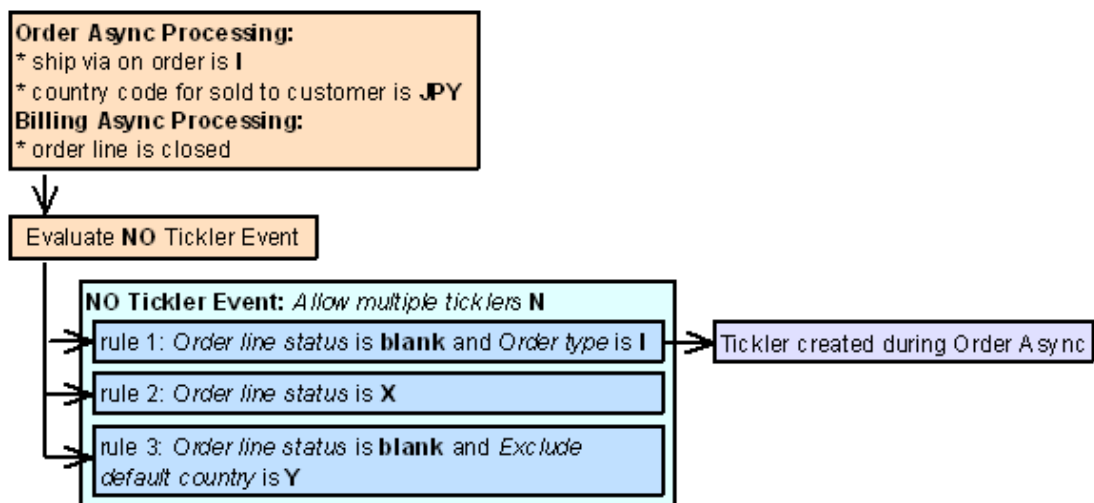 Order Async Processing:
* ship via on order is I
* country code for sold to customer is JPY
Billing Async Processing:
* order line is closed
Evaluate NO Tickler Event
NO Tickler Event: Allow multiple ticklers N
rule 1: Order line status is blank and Order type is I
Tickler created during Order Async
rule 2: Order line status is X
rule 3: Order line status is blank and Exclude
default country is Y